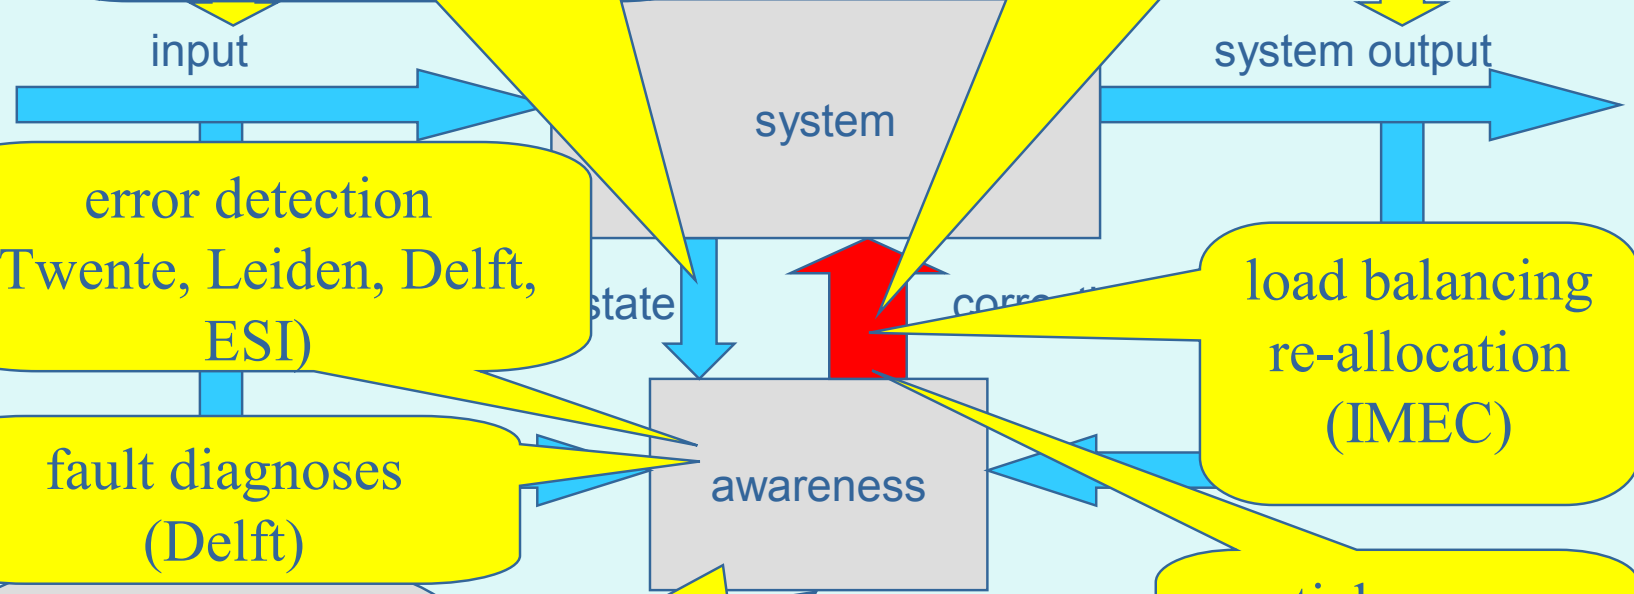 input
system output
system
error detection
Twente, Leiden, Delft,
ESI)
state
load balancing
re-allocation
(IMEC)
fault diagnoses
(Delft)
awareness